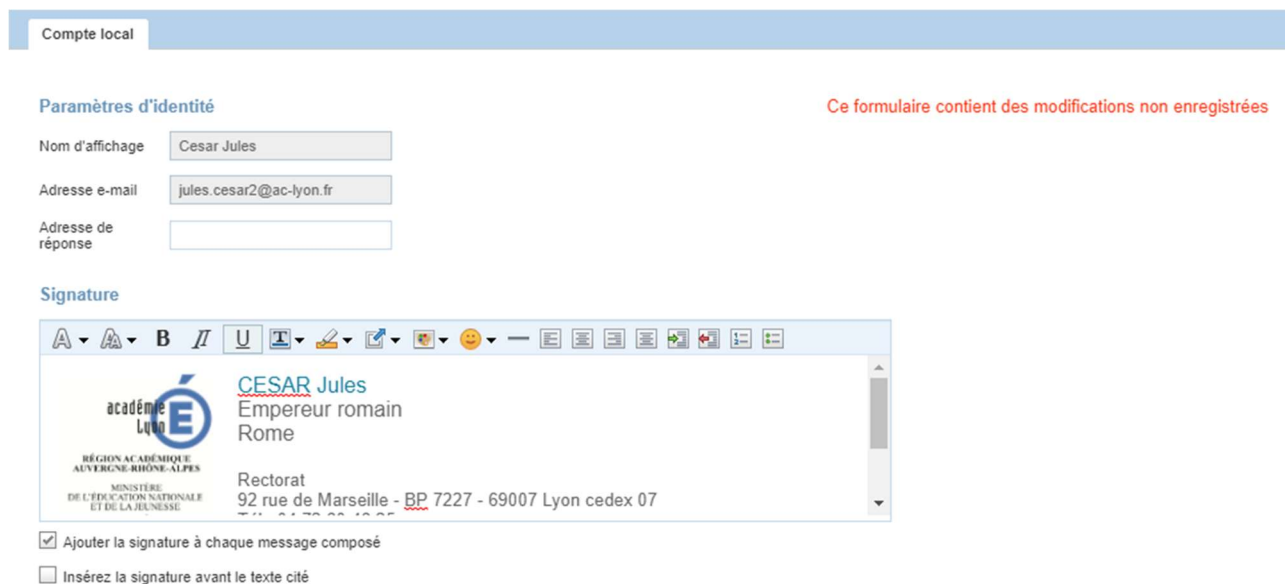 Compte local
Paramètres d'identité
Ce formulaire contient des modifications non enregistrées
Nom d'affichage
Cesar Jules
Adresse e-mail
jules.cesar2@ac-lyon.fr
Adresse de
réponse
Signature
académie
Lyon
RÉGION ACADÉMIQUE
AUVERGNE-RHÔNE-ALPES
MINISTÈRE
DE L'ÉDUCATION NATIONALE
ET DE LA JEUNESSE
CESAR Jules
Empereur romain
Rome
Rectorat
92 rue de Marseille - BP 7227 - 69007 Lyon cedex 07
Ajouter la signature à chaque message composé
Insérez la signature avant le texte cité